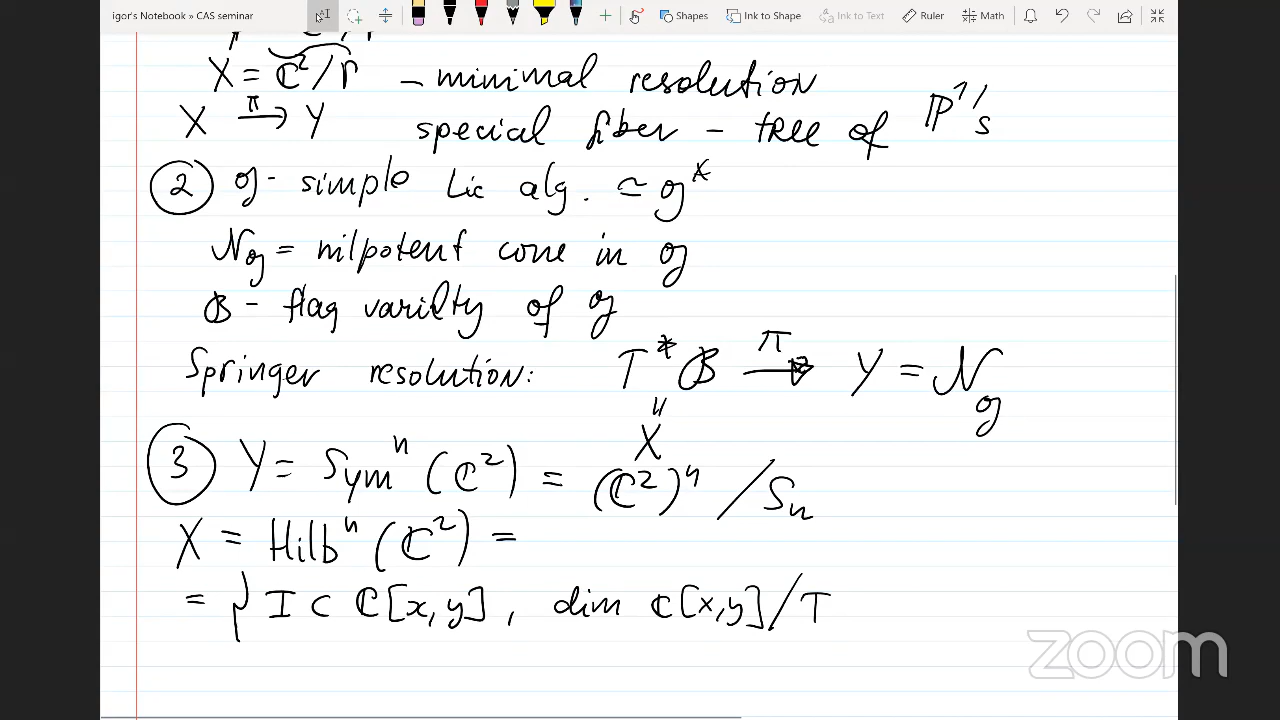 igor's Notebook » CAS seminar
Shapes Ink to Shape Ink to Text Ruler Math
X = ℂ²/Γ – minimal resolution
X →^π Y special fiber – tree of ℙ¹'s
② 𝔤 - simple Lie alg. ≃ 𝔤*
𝒩_𝔤 = nilpotent cone in 𝔤
ℬ – flag variety of 𝔤
Springer resolution: T*ℬ →^π Y = 𝒩_𝔤
"
X
③ Y = Symⁿ(ℂ²) = (ℂ²)ⁿ / Sₙ
X = Hilbⁿ(ℂ²) =
= { I ⊂ ℂ[x,y], dim ℂ[x,y]/I
zoom